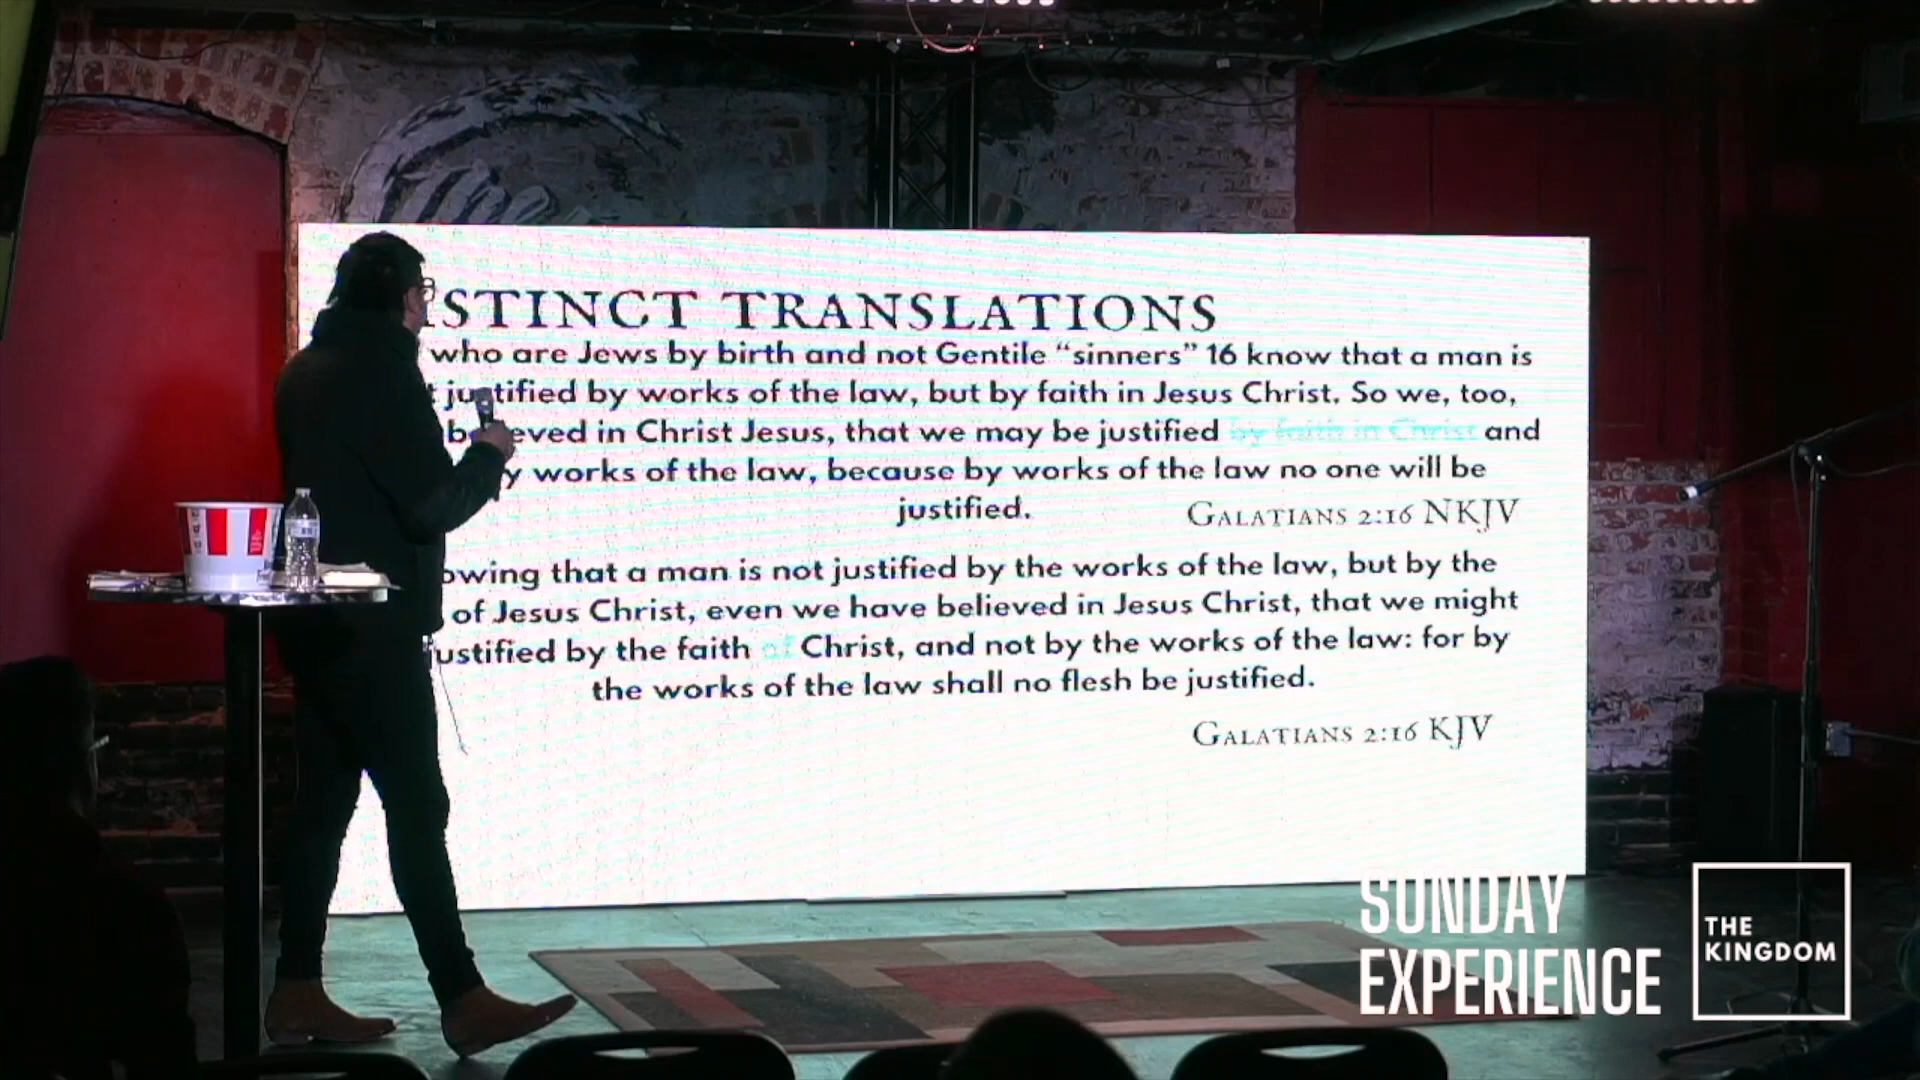 ISTINCT TRANSLATIONS
who are Jews by birth and not Gentile “sinners” 16 know that a man is
justified by works of the law, but by faith in Jesus Christ. So we, too,
believed in Christ Jesus, that we may be justified by faith in Christ and
y works of the law, because by works of the law no one will be
justified.
GALATIANS 2:16 NKJV
owing that a man is not justified by the works of the law, but by the
of Jesus Christ, even we have believed in Jesus Christ, that we might
justified by the faith of Christ, and not by the works of the law: for by
the works of the law shall no flesh be justified.
GALATIANS 2:16 KJV
SUNDAY
EXPERIENCE
THE
KINGDOM